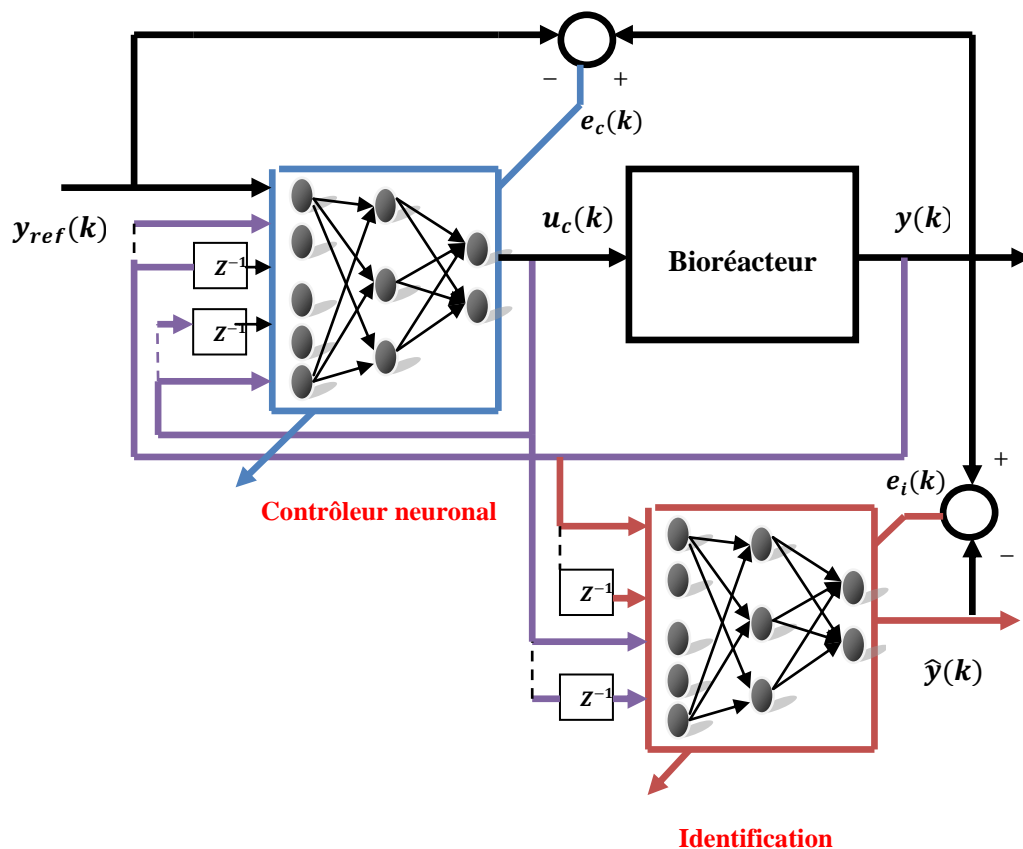 − +
e_c(k)
y_ref(k)
u_c(k)
y(k)
Bioréacteur
Z⁻¹
Z⁻¹
+
e_i(k)
Contrôleur neuronal
−
Z⁻¹
ŷ(k)
Z⁻¹
Identification